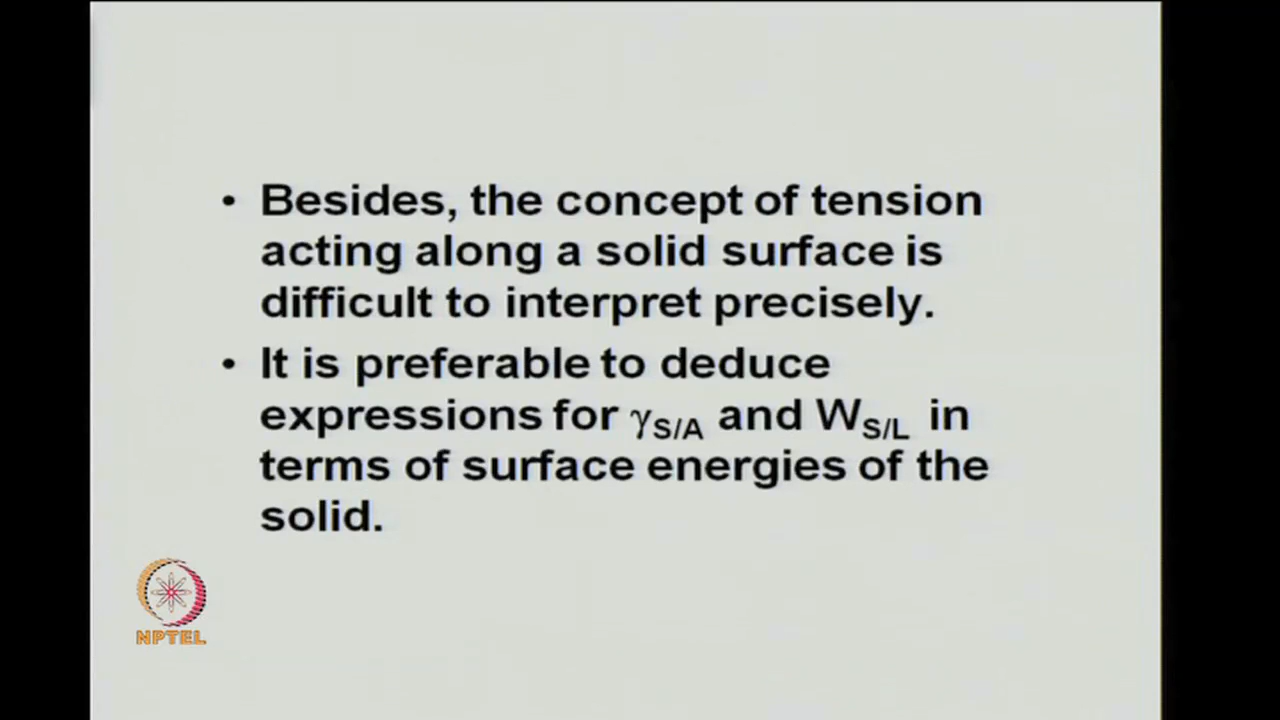 • Besides, the concept of tension
acting along a solid surface is
difficult to interpret precisely.
• It is preferable to deduce
expressions for γS/A and WS/L in
terms of surface energies of the
solid.
NPTEL